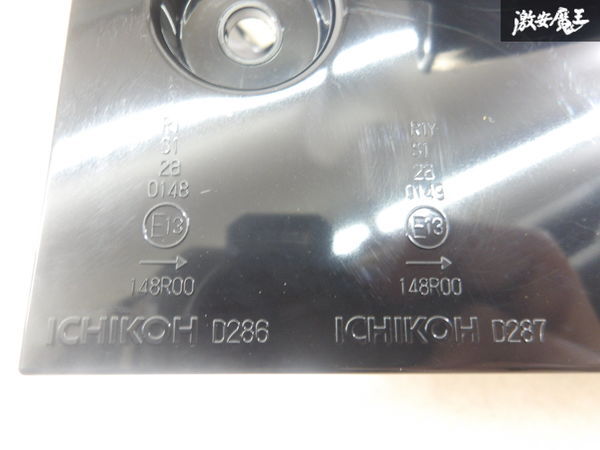 激安魔王
R1
S1
2B
0148
E13
→
148R00
ICHIKOH D286
R1Y
S1
2B
0149
E13
→
148R00
ICHIKOH D287